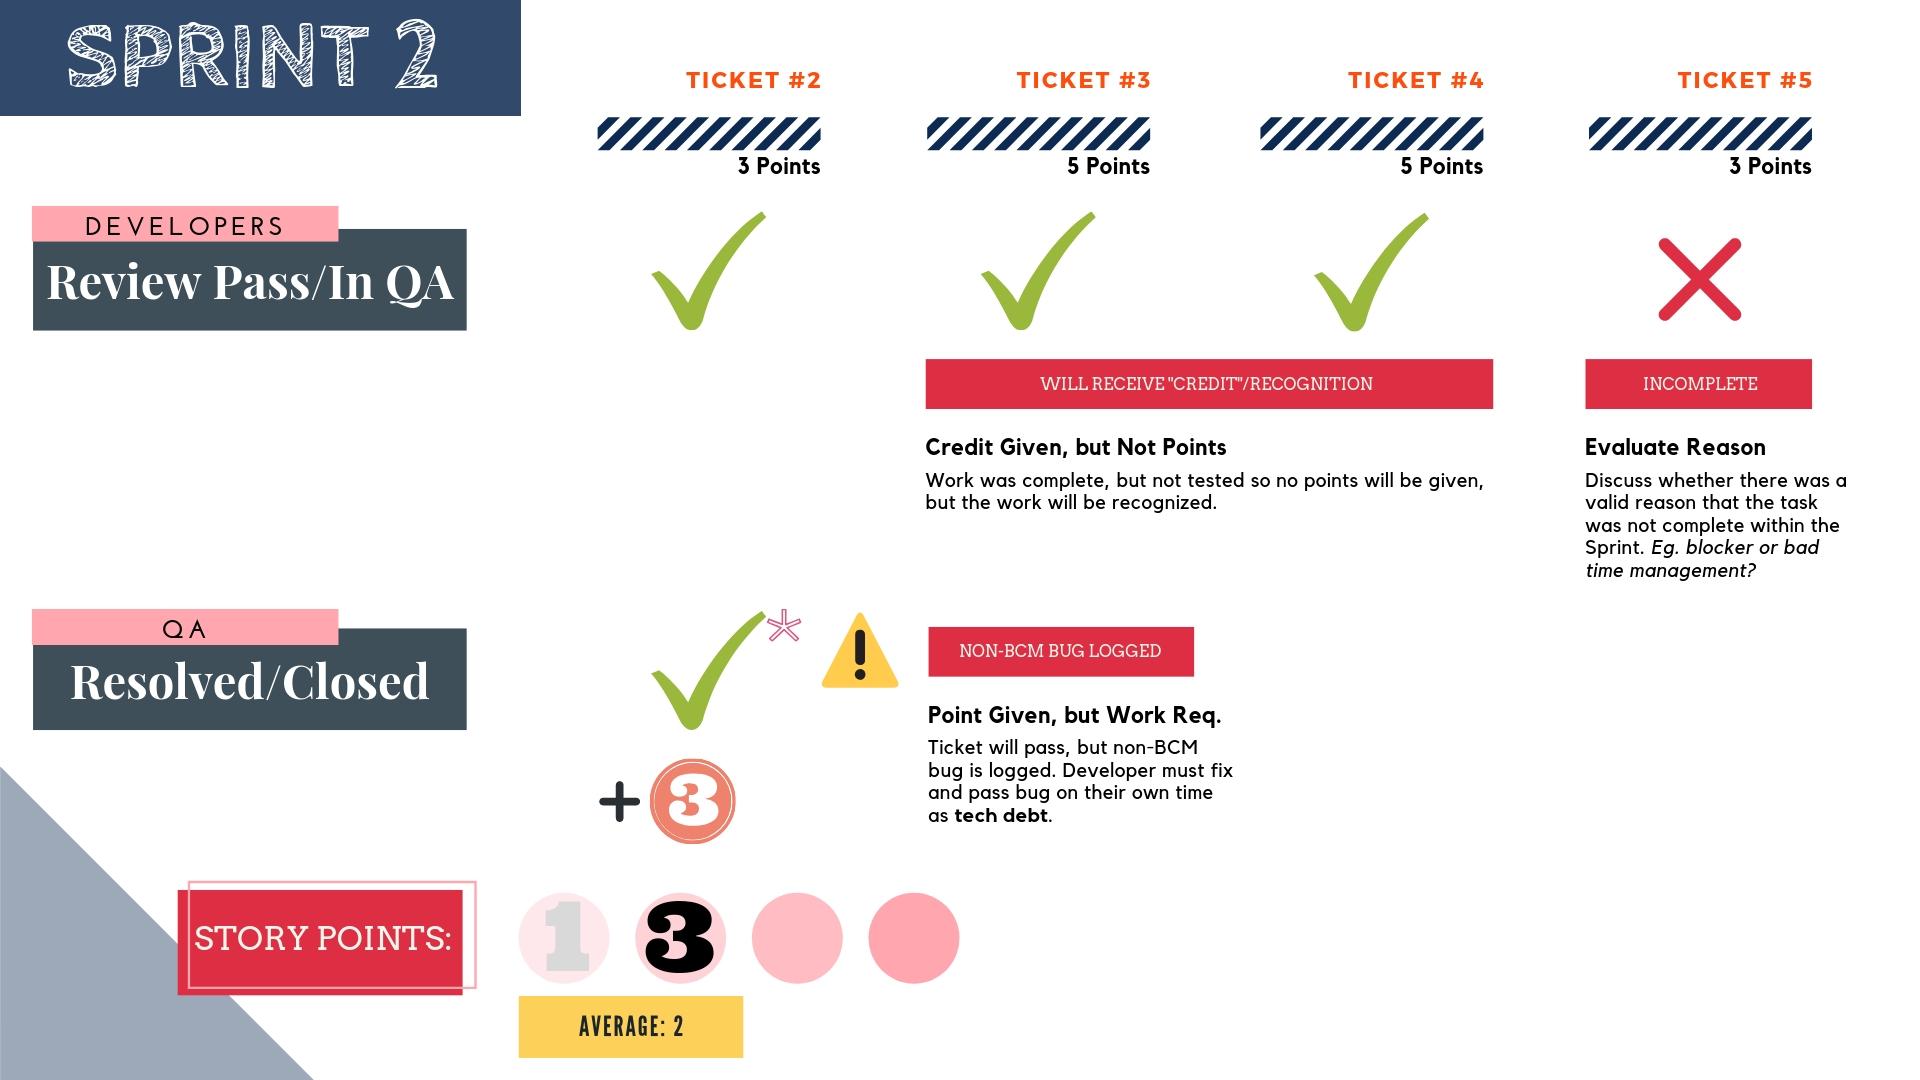 SPRINT 2
TICKET #2
TICKET #3
TICKET #4
TICKET #5
3 Points
5 Points
5 Points
3 Points
DEVELOPERS
Review Pass/In QA
WILL RECEIVE "CREDIT"/RECOGNITION
INCOMPLETE
Credit Given, but Not Points
Work was complete, but not tested so no points will be given,
but the work will be recognized.
Evaluate Reason
Discuss whether there was a
valid reason that the task
was not complete within the
Sprint. Eg. blocker or bad
time management?
QA
Resolved/Closed
*
!
NON-BCM BUG LOGGED
Point Given, but Work Req.
Ticket will pass, but non-BCM
bug is logged. Developer must fix
and pass bug on their own time
as tech debt.
+ 3
STORY POINTS:
1
3
AVERAGE: 2